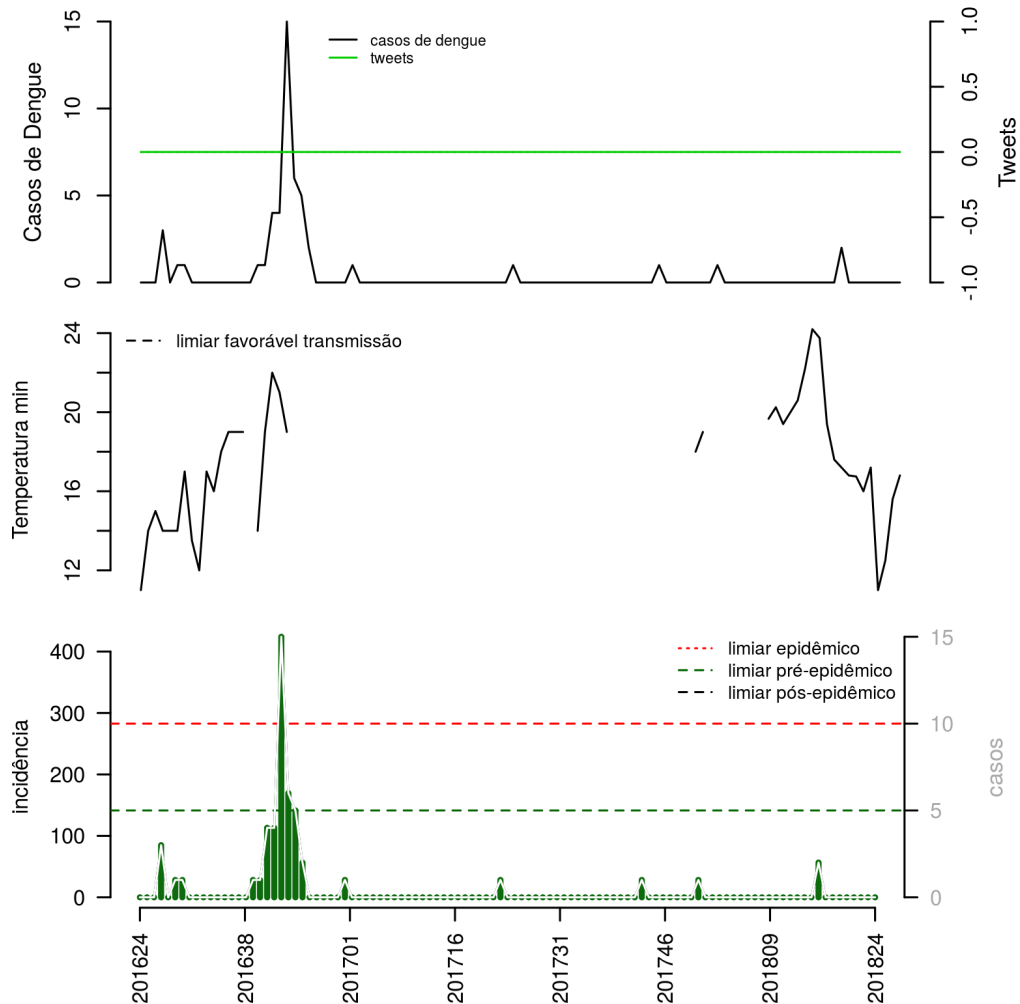 casos de dengue
tweets
Casos de Dengue
0
5
10
15
Tweets
-1.0
-0.5
0.0
0.5
1.0
limiar favorável transmissão
Temperatura min
12
16
20
24
limiar epidêmico
limiar pré-epidêmico
limiar pós-epidêmico
incidência
0
100
200
300
400
casos
0
5
10
15
201624
201638
201701
201716
201731
201746
201809
201824